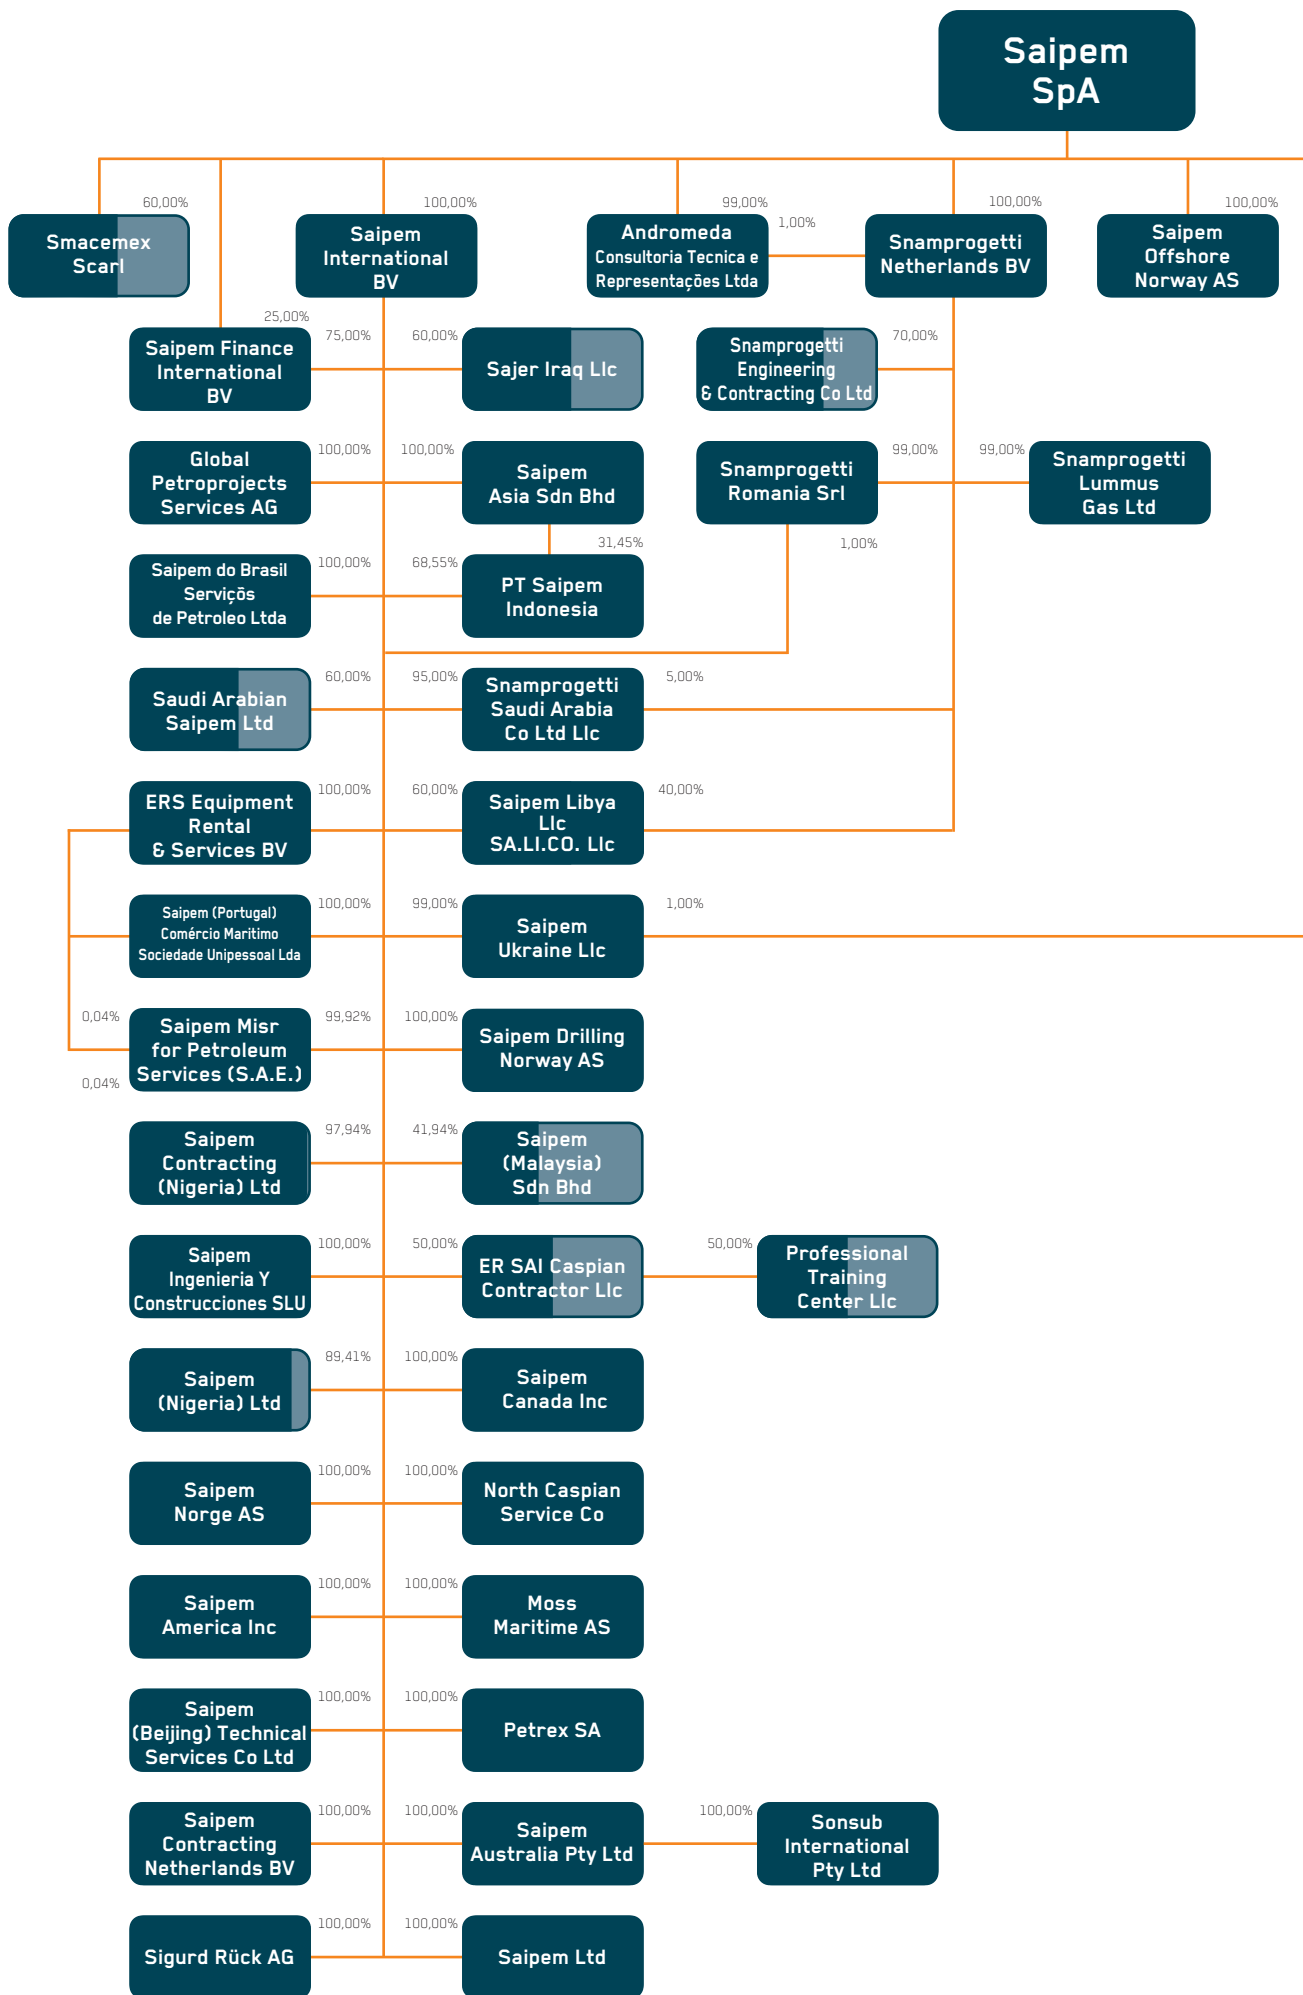 Saipem
SpA
60,00%
100,00%
99,00%
1,00%
100,00%
100,00%
Smacemex
Scarl
Saipem
International
BV
Andromeda
Consultoria Tecnica e
Representações Ltda
Snamprogetti
Netherlands BV
Saipem
Offshore
Norway AS
25,00%
75,00%
60,00%
70,00%
Saipem Finance
International
BV
Sajer Iraq Llc
Snamprogetti
Engineering
& Contracting Co Ltd
100,00%
100,00%
99,00%
99,00%
Global
Petroprojects
Services AG
Saipem
Asia Sdn Bhd
Snamprogetti
Romania Srl
Snamprogetti
Lummus
Gas Ltd
31,45%
1,00%
100,00%
68,55%
Saipem do Brasil
Serviçõs
de Petroleo Ltda
PT Saipem
Indonesia
60,00%
95,00%
5,00%
Saudi Arabian
Saipem Ltd
Snamprogetti
Saudi Arabia
Co Ltd Llc
100,00%
60,00%
40,00%
ERS Equipment
Rental
& Services BV
Saipem Libya
Llc
SA.LI.CO. Llc
100,00%
99,00%
1,00%
Saipem (Portugal)
Comércio Maritimo
Sociedade Unipessoal Lda
Saipem
Ukraine Llc
0,04%
99,92%
100,00%
Saipem Misr
for Petroleum
Services (S.A.E.)
Saipem Drilling
Norway AS
0,04%
97,94%
41,94%
Saipem
Contracting
(Nigeria) Ltd
Saipem
(Malaysia)
Sdn Bhd
100,00%
50,00%
50,00%
Saipem
Ingenieria Y
Construcciones SLU
ER SAI Caspian
Contractor Llc
Professional
Training
Center Llc
89,41%
100,00%
Saipem
(Nigeria) Ltd
Saipem
Canada Inc
100,00%
100,00%
Saipem
Norge AS
North Caspian
Service Co
100,00%
100,00%
Saipem
America Inc
Moss
Maritime AS
100,00%
100,00%
Saipem
(Beijing) Technical
Services Co Ltd
Petrex SA
100,00%
100,00%
100,00%
Saipem
Contracting
Netherlands BV
Saipem
Australia Pty Ltd
Sonsub
International
Pty Ltd
100,00%
100,00%
Sigurd Rück AG
Saipem Ltd